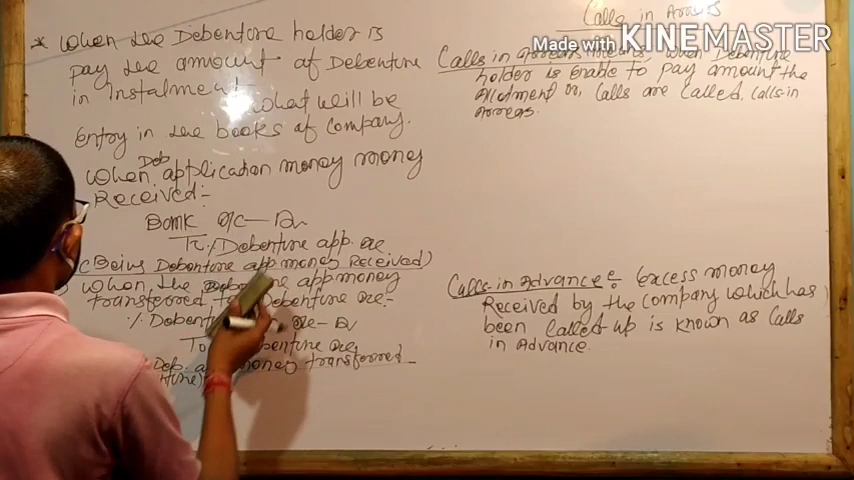 * When the Debenture holder is
pay the amount of Debenture
in Instalment what will be
entry in the books of Company.
When Deb application money money
Received:-
Bank a/c — Dr
To % Debenture app. a/c
(Being Debenture app. money Received)
When the app money
transferred to Debenture a/c:-
% Debenture a/c — Dr
To Debenture a/c
Deb. money transferred
Calls in Arrears
Made with KINEMASTER
Calls in Arrears means, when Debenture
holder is Enable to pay amount the
Allotment or, Calls are called, Calls in
Arreas.
Calls in Advance: Excess money
Received by the Company which has
been Called up is known as Calls
in Advance.